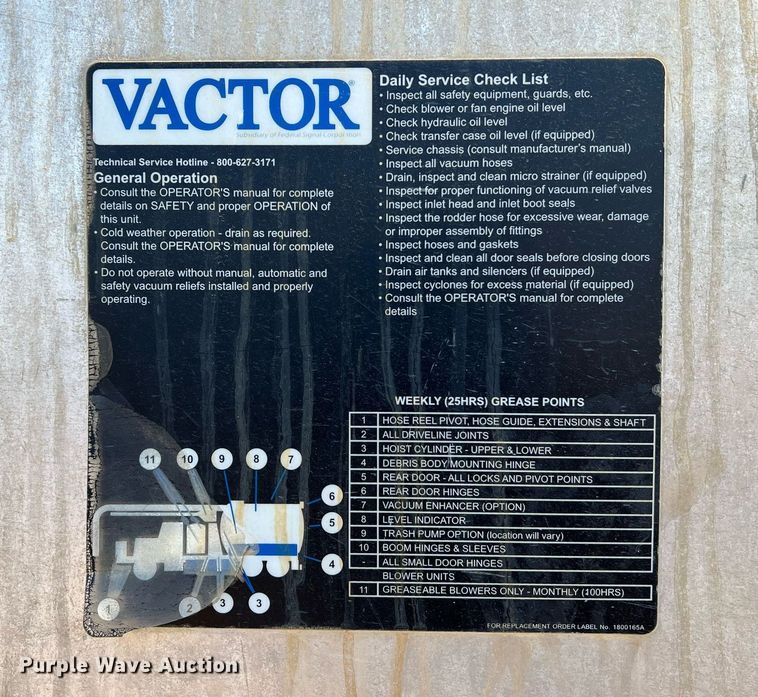 VACTOR®
Subsidiary of Federal Signal Corporation
Technical Service Hotline - 800-627-3171
General Operation
• Consult the OPERATOR'S manual for complete
details on SAFETY and proper OPERATION of
this unit.
• Cold weather operation - drain as required.
Consult the OPERATOR'S manual for complete
details.
• Do not operate without manual, automatic and
safety vacuum reliefs installed and properly
operating.
Daily Service Check List
• Inspect all safety equipment, guards, etc.
• Check blower or fan engine oil level
• Check hydraulic oil level
• Check transfer case oil level (if equipped)
• Service chassis (consult manufacturer's manual)
• Inspect all vacuum hoses
• Drain, inspect and clean micro strainer (if equipped)
• Inspect for proper functioning of vacuum relief valves
• Inspect inlet head and inlet boot seals
• Inspect the rodder hose for excessive wear, damage
or improper assembly of fittings
• Inspect hoses and gaskets
• Inspect and clean all door seals before closing doors
• Drain air tanks and silencers (if equipped)
• Inspect cyclones for excess material (if equipped)
• Consult the OPERATOR'S manual for complete
details
WEEKLY (25HRS) GREASE POINTS
1 HOSE REEL PIVOT, HOSE GUIDE, EXTENSIONS & SHAFT
2 ALL DRIVELINE JOINTS
3 HOIST CYLINDER - UPPER & LOWER
4 DEBRIS BODY MOUNTING HINGE
5 REAR DOOR - ALL LOCKS AND PIVOT POINTS
6 REAR DOOR HINGES
7 VACUUM ENHANCER (OPTION)
8 LEVEL INDICATOR
9 TRASH PUMP OPTION (location will vary)
10 BOOM HINGES & SLEEVES
ALL SMALL DOOR HINGES
BLOWER UNITS
11 GREASEABLE BLOWERS ONLY - MONTHLY (100HRS)
11 10 9 8 7
6
5
4
1 2 3 3
FOR REPLACEMENT ORDER LABEL No. 1800165A
Purple Wave Auction